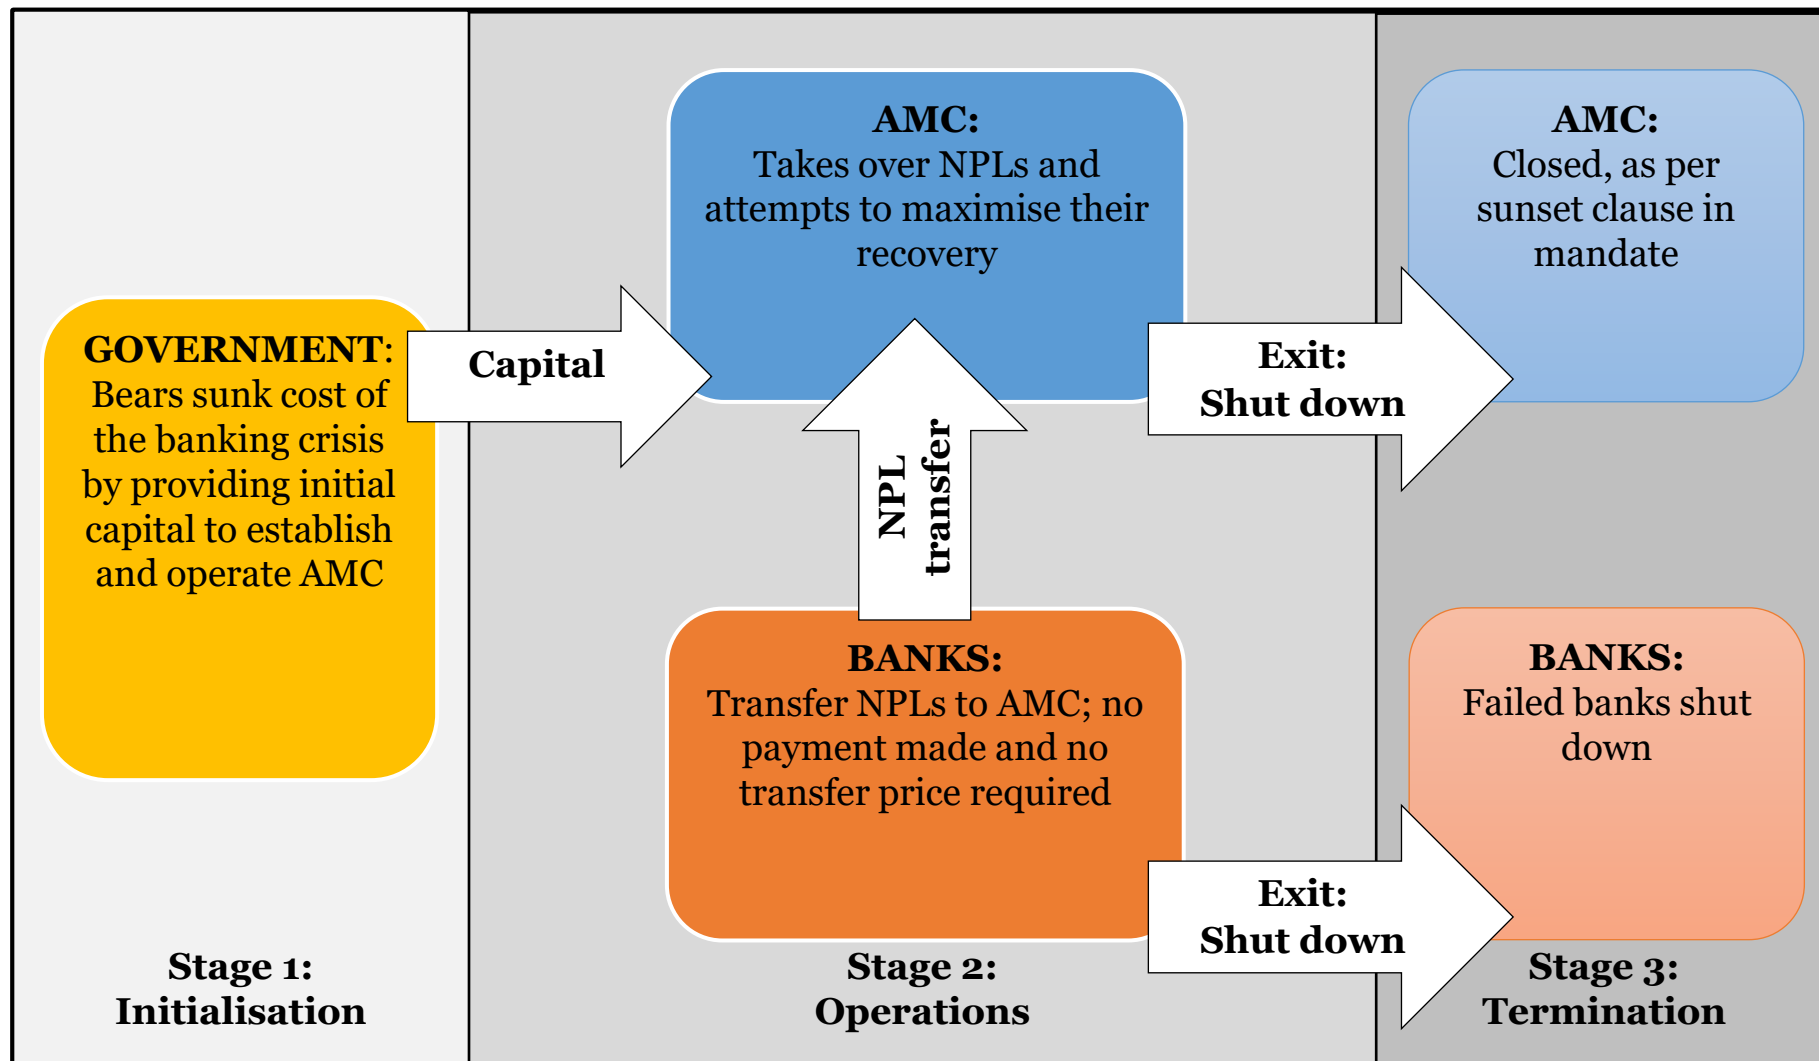 GOVERNMENT:
Bears sunk cost of
the banking crisis
by providing initial
capital to establish
and operate AMC
Capital
Stage 1:
Initialisation
AMC:
Takes over NPLs and
attempts to maximise their
recovery
NPL
transfer
BANKS:
Transfer NPLs to AMC; no
payment made and no
transfer price required
Stage 2:
Operations
Exit:
Shut down
Exit:
Shut down
AMC:
Closed, as per
sunset clause in
mandate
BANKS:
Failed banks shut
down
Stage 3:
Termination